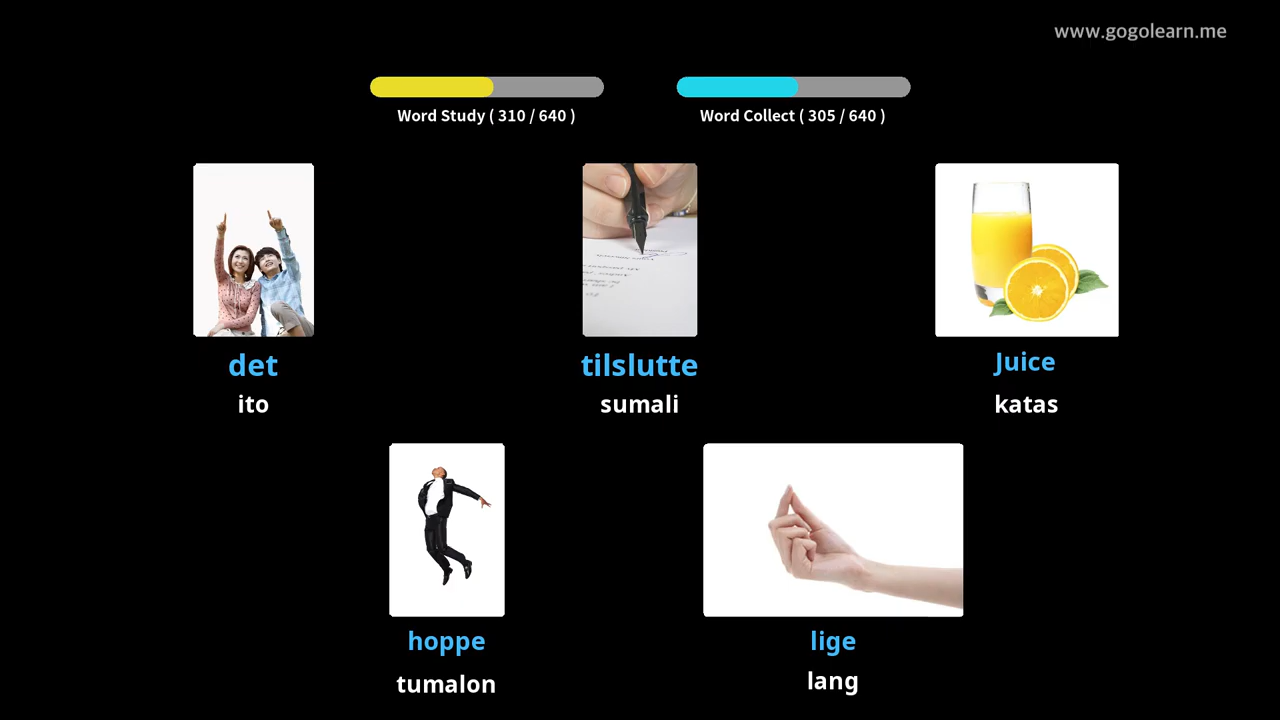 www.gogolearn.me
Word Study ( 310 / 640 )
Word Collect ( 305 / 640 )
det
ito
tilslutte
sumali
Juice
katas
hoppe
tumalon
lige
lang